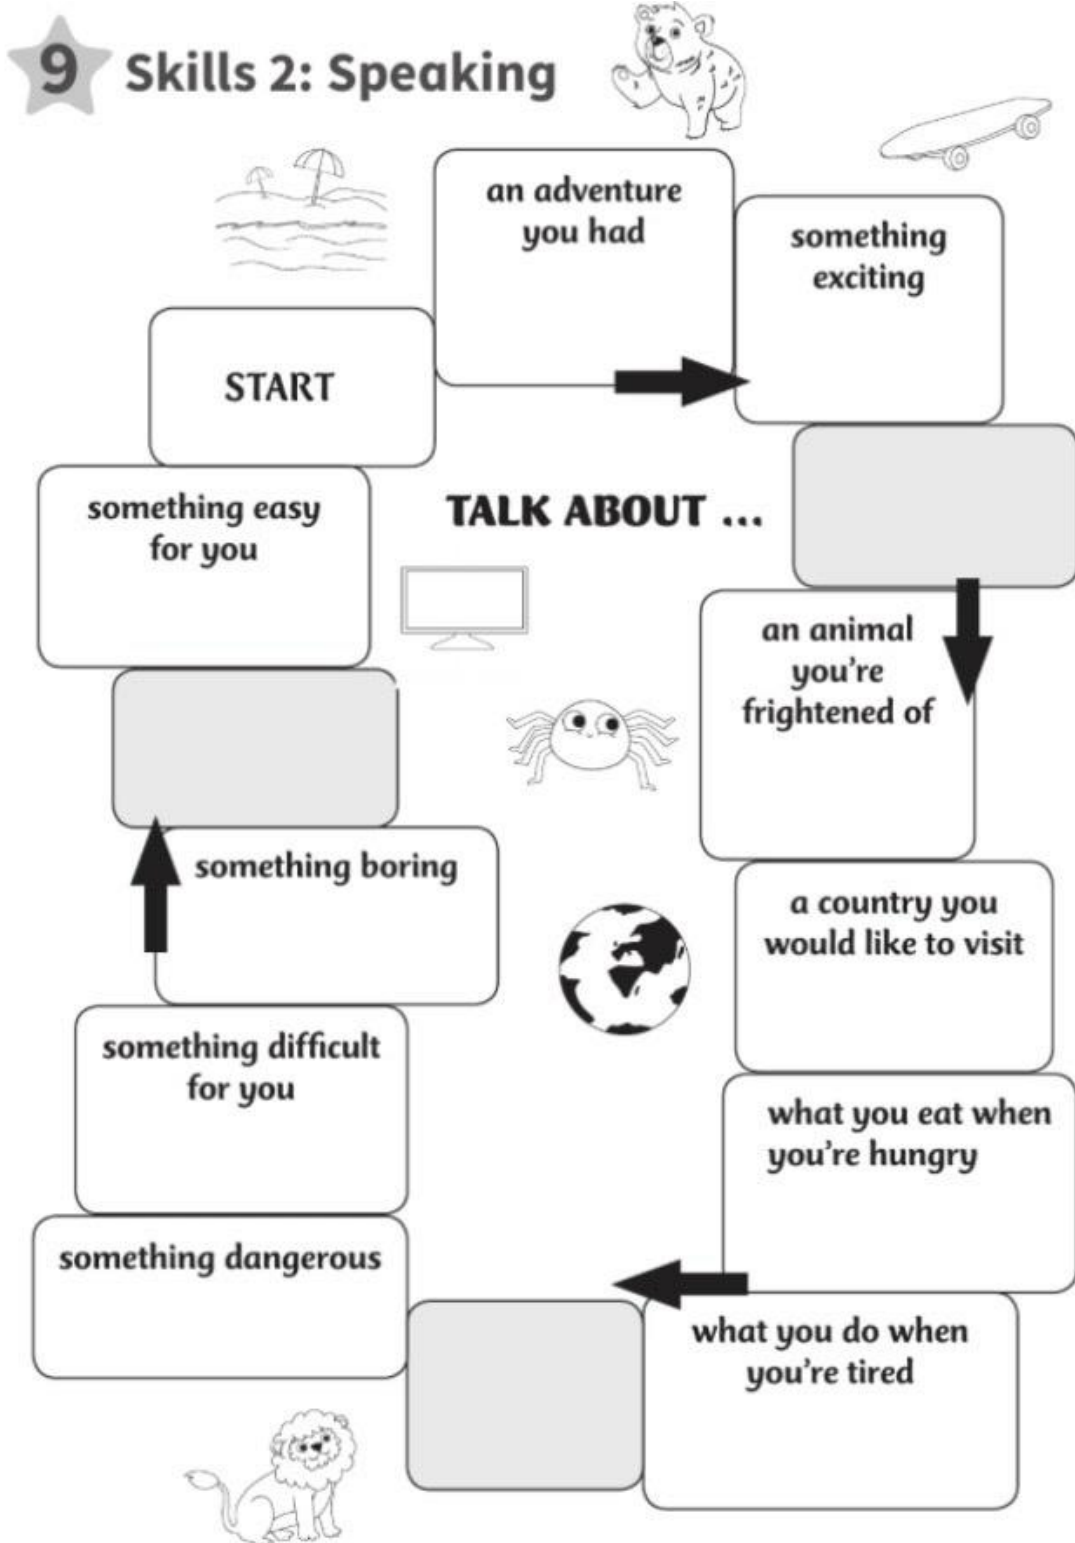 9 Skills 2: Speaking
an adventure
you had
something
exciting
START
TALK ABOUT ...
something easy
for you
an animal
you're
frightened of
something boring
a country you
would like to visit
something difficult
for you
what you eat when
you're hungry
something dangerous
what you do when
you're tired